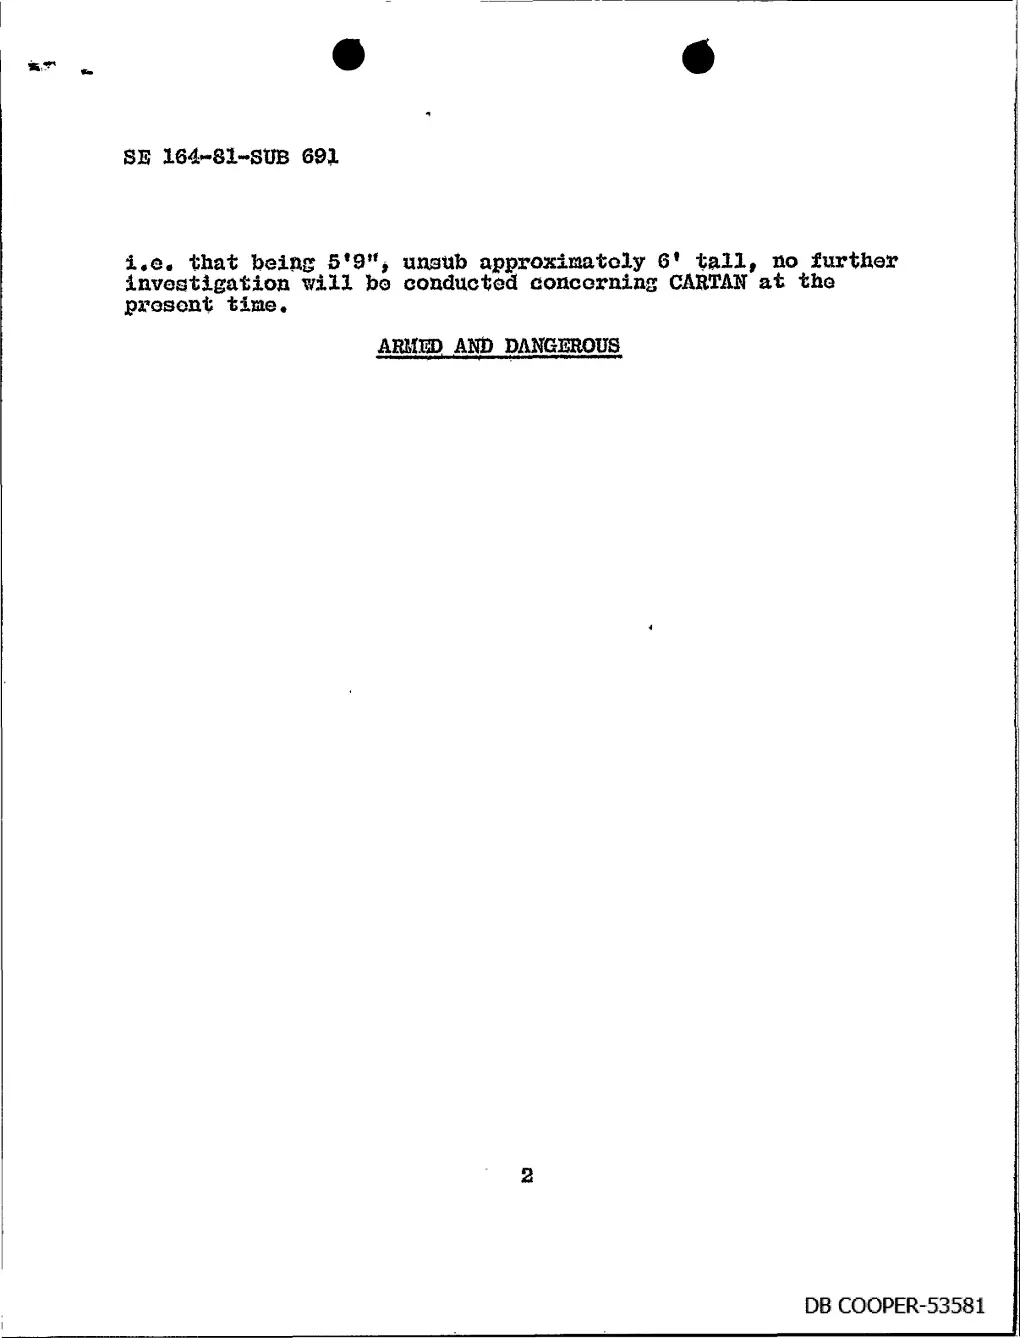 SE 164-81-SUB 691
i.e. that being 5'9", unsub approximately 6' tall, no further
investigation will be conducted concerning CARTAN at the
present time.
ARMED AND DANGEROUS
2
DB COOPER-53581